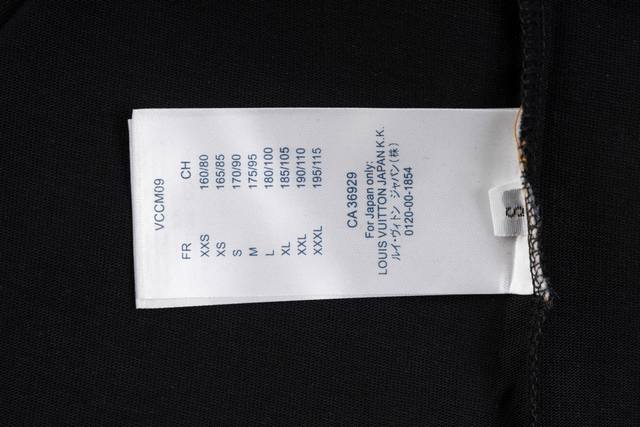 VCCM09
FR CH
XXS 160/80
XS 165/85
S 170/90
M 175/95
L 180/100
XL 185/105
XXL 190/110
XXXL 195/115
CA 36929
For Japan only:
LOUIS VUITTON JAPAN K.K.
ルイ・ヴィトン ジャパン(株)
0120-00-1854
S